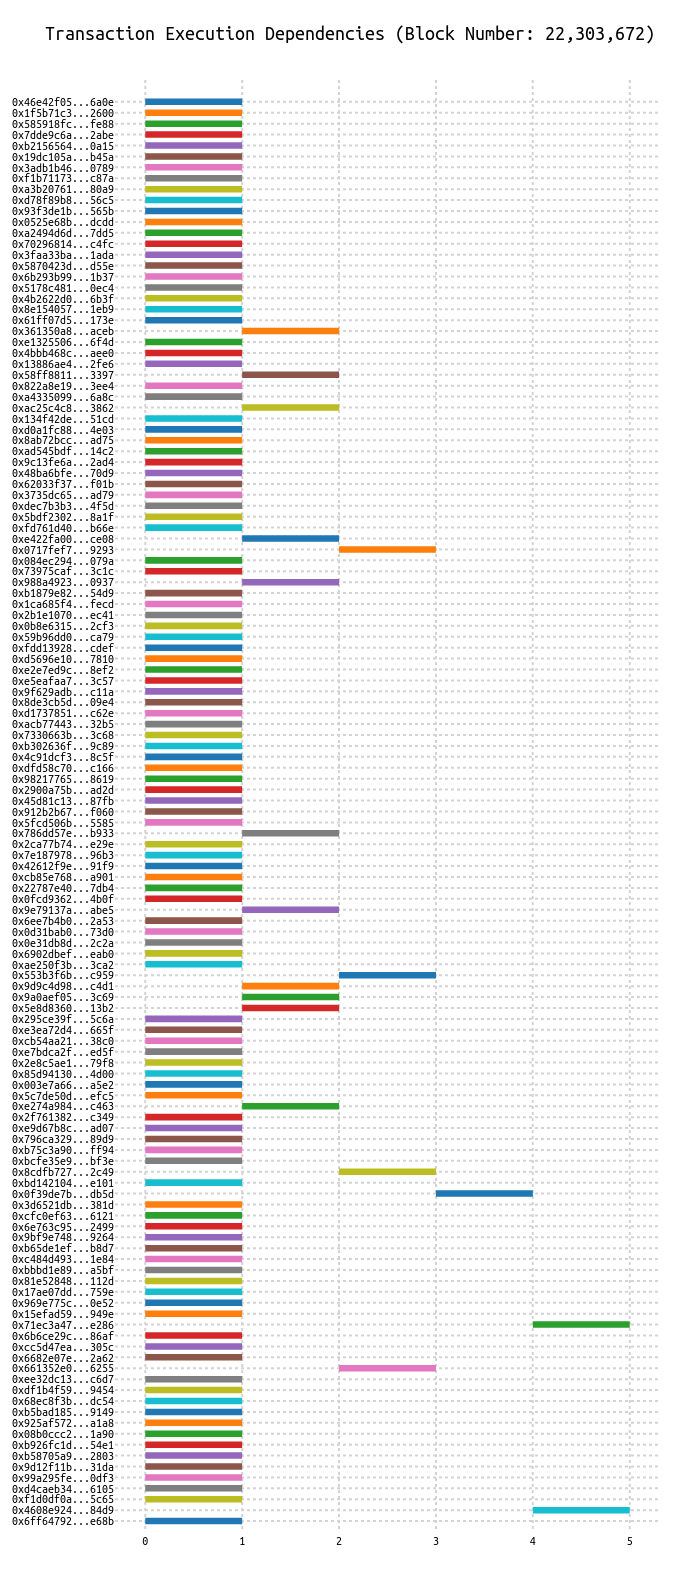 Transaction Execution Dependencies (Block Number: 22,303,672)
0x46e42f05...6a0e
0x1f5b71c3...2600
0x585918fc...fe88
0x7dde9c6a...2abe
0xb2156564...0a15
0x19dc105a...b45a
0x3adb1b46...0789
0xf1b71173...c87a
0xa3b20761...80a9
0xd78f89b8...56c5
0x93f3de1b...565b
0x0525e68b...dcdd
0xa2494d6d...7dd5
0x70296814...c4fc
0x3faa33ba...1ada
0x5870423d...d55e
0x6b293b99...1b37
0x5178c481...0ec4
0x4b2622d0...6b3f
0x8e154057...1eb9
0x61ff07d5...173e
0x361350a8...aceb
0xe1325506...6f4d
0x4bbb468c...aee0
0x13886ae4...2fe6
0x58ff8811...3397
0x822a8e19...3ee4
0xa4335099...6a8c
0xac25c4c8...3862
0x134f42de...51cd
0xd0a1fc88...4e03
0x8ab72bcc...ad75
0xad545bdf...14c2
0x9c13fe6a...2ad4
0x48ba6bfe...70d9
0x62033f37...f01b
0x3735dc65...ad79
0xdec7b3b3...4f5d
0x5bdf2302...8a1f
0xfd761d40...b66e
0xe422fa00...ce08
0x0717fef7...9293
0x084ec294...079a
0x73975caf...3c1c
0x988a4923...0937
0xb1879e82...54d9
0x1ca685f4...fecd
0x2b1e1070...ec41
0x0b8e6315...2cf3
0x59b96dd0...ca79
0xfdd13928...cdef
0xd5696e10...7810
0xe2e7ed9c...8ef2
0xe5eafaa7...3c57
0x9f629adb...c11a
0x8de3cb5d...09e4
0xd1737851...c62e
0xacb77443...32b5
0x7330663b...3c68
0xb302636f...9c89
0x4c91dcf3...8c5f
0xdfd58c70...c166
0x98217765...8619
0x2900a75b...ad2d
0x45d81c13...87fb
0x912b2b67...f060
0x5fcd506b...5585
0x786dd57e...b933
0x2ca77b74...e29e
0x7e187978...96b3
0x42612f9e...91f9
0xcb85e768...a901
0x22787e40...7db4
0x0fcd9362...4b0f
0x9e79137a...abe5
0x6ee7b4b0...2a53
0x0d31bab0...73d0
0x0e31db8d...2c2a
0x6902dbef...eab0
0xae250f3b...3ca2
0x553b3f6b...c959
0x9d9c4d98...c4d1
0x9a0aef05...3c69
0x5e8d8360...13b2
0x295ce39f...5c6a
0xe3ea72d4...665f
0xcb54aa21...38c0
0xe7bdca2f...ed5f
0x2e8c5ae1...79f8
0x85d94130...4d00
0x003e7a66...a5e2
0x5c7de50d...efc5
0xe274a984...c463
0x2f761382...c349
0xe9d67b8c...ad07
0x796ca329...89d9
0xb75c3a90...ff94
0xbcfe35e9...bf3e
0x8cdfb727...2c49
0xbd142104...e101
0x0f39de7b...db5d
0x3d6521db...381d
0xcfc0ef63...6121
0x6e763c95...2499
0x9bf9e748...9264
0xb65de1ef...b8d7
0xc484d493...1e84
0xbbbd1e89...a5bf
0x81e52848...112d
0x17ae07dd...759e
0x969e775c...0e52
0x15efad59...949e
0x71ec3a47...e286
0x6b6ce29c...86af
0xcc5d47ea...305c
0x6682e07e...2a62
0x661352e0...6255
0xee32dc13...c6d7
0xdf1b4f59...9454
0x68ec8f3b...dc54
0xb5bad185...9149
0x925af572...a1a8
0x08b0ccc2...1a90
0xb926fc1d...54e1
0xb58705a9...2803
0x9d12f11b...31da
0x99a295fe...0df3
0xd4caeb34...6105
0xf1d0df0a...5c65
0x4608e924...84d9
0x6ff64792...e68b
0 1 2 3 4 5